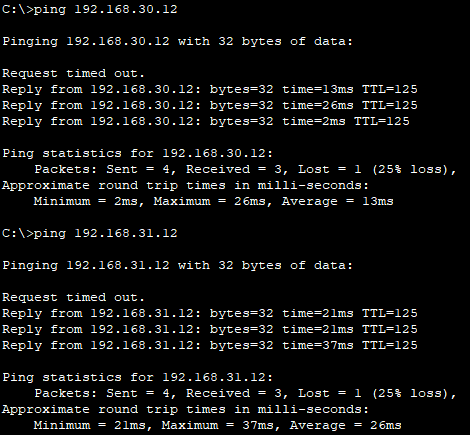 C:\>ping 192.168.30.12
Pinging 192.168.30.12 with 32 bytes of data:
Request timed out.
Reply from 192.168.30.12: bytes=32 time=13ms TTL=125
Reply from 192.168.30.12: bytes=32 time=26ms TTL=125
Reply from 192.168.30.12: bytes=32 time=2ms TTL=125
Ping statistics for 192.168.30.12:
    Packets: Sent = 4, Received = 3, Lost = 1 (25% loss),
Approximate round trip times in milli-seconds:
    Minimum = 2ms, Maximum = 26ms, Average = 13ms
C:\>ping 192.168.31.12
Pinging 192.168.31.12 with 32 bytes of data:
Request timed out.
Reply from 192.168.31.12: bytes=32 time=21ms TTL=125
Reply from 192.168.31.12: bytes=32 time=21ms TTL=125
Reply from 192.168.31.12: bytes=32 time=37ms TTL=125
Ping statistics for 192.168.31.12:
    Packets: Sent = 4, Received = 3, Lost = 1 (25% loss),
Approximate round trip times in milli-seconds:
    Minimum = 21ms, Maximum = 37ms, Average = 26ms